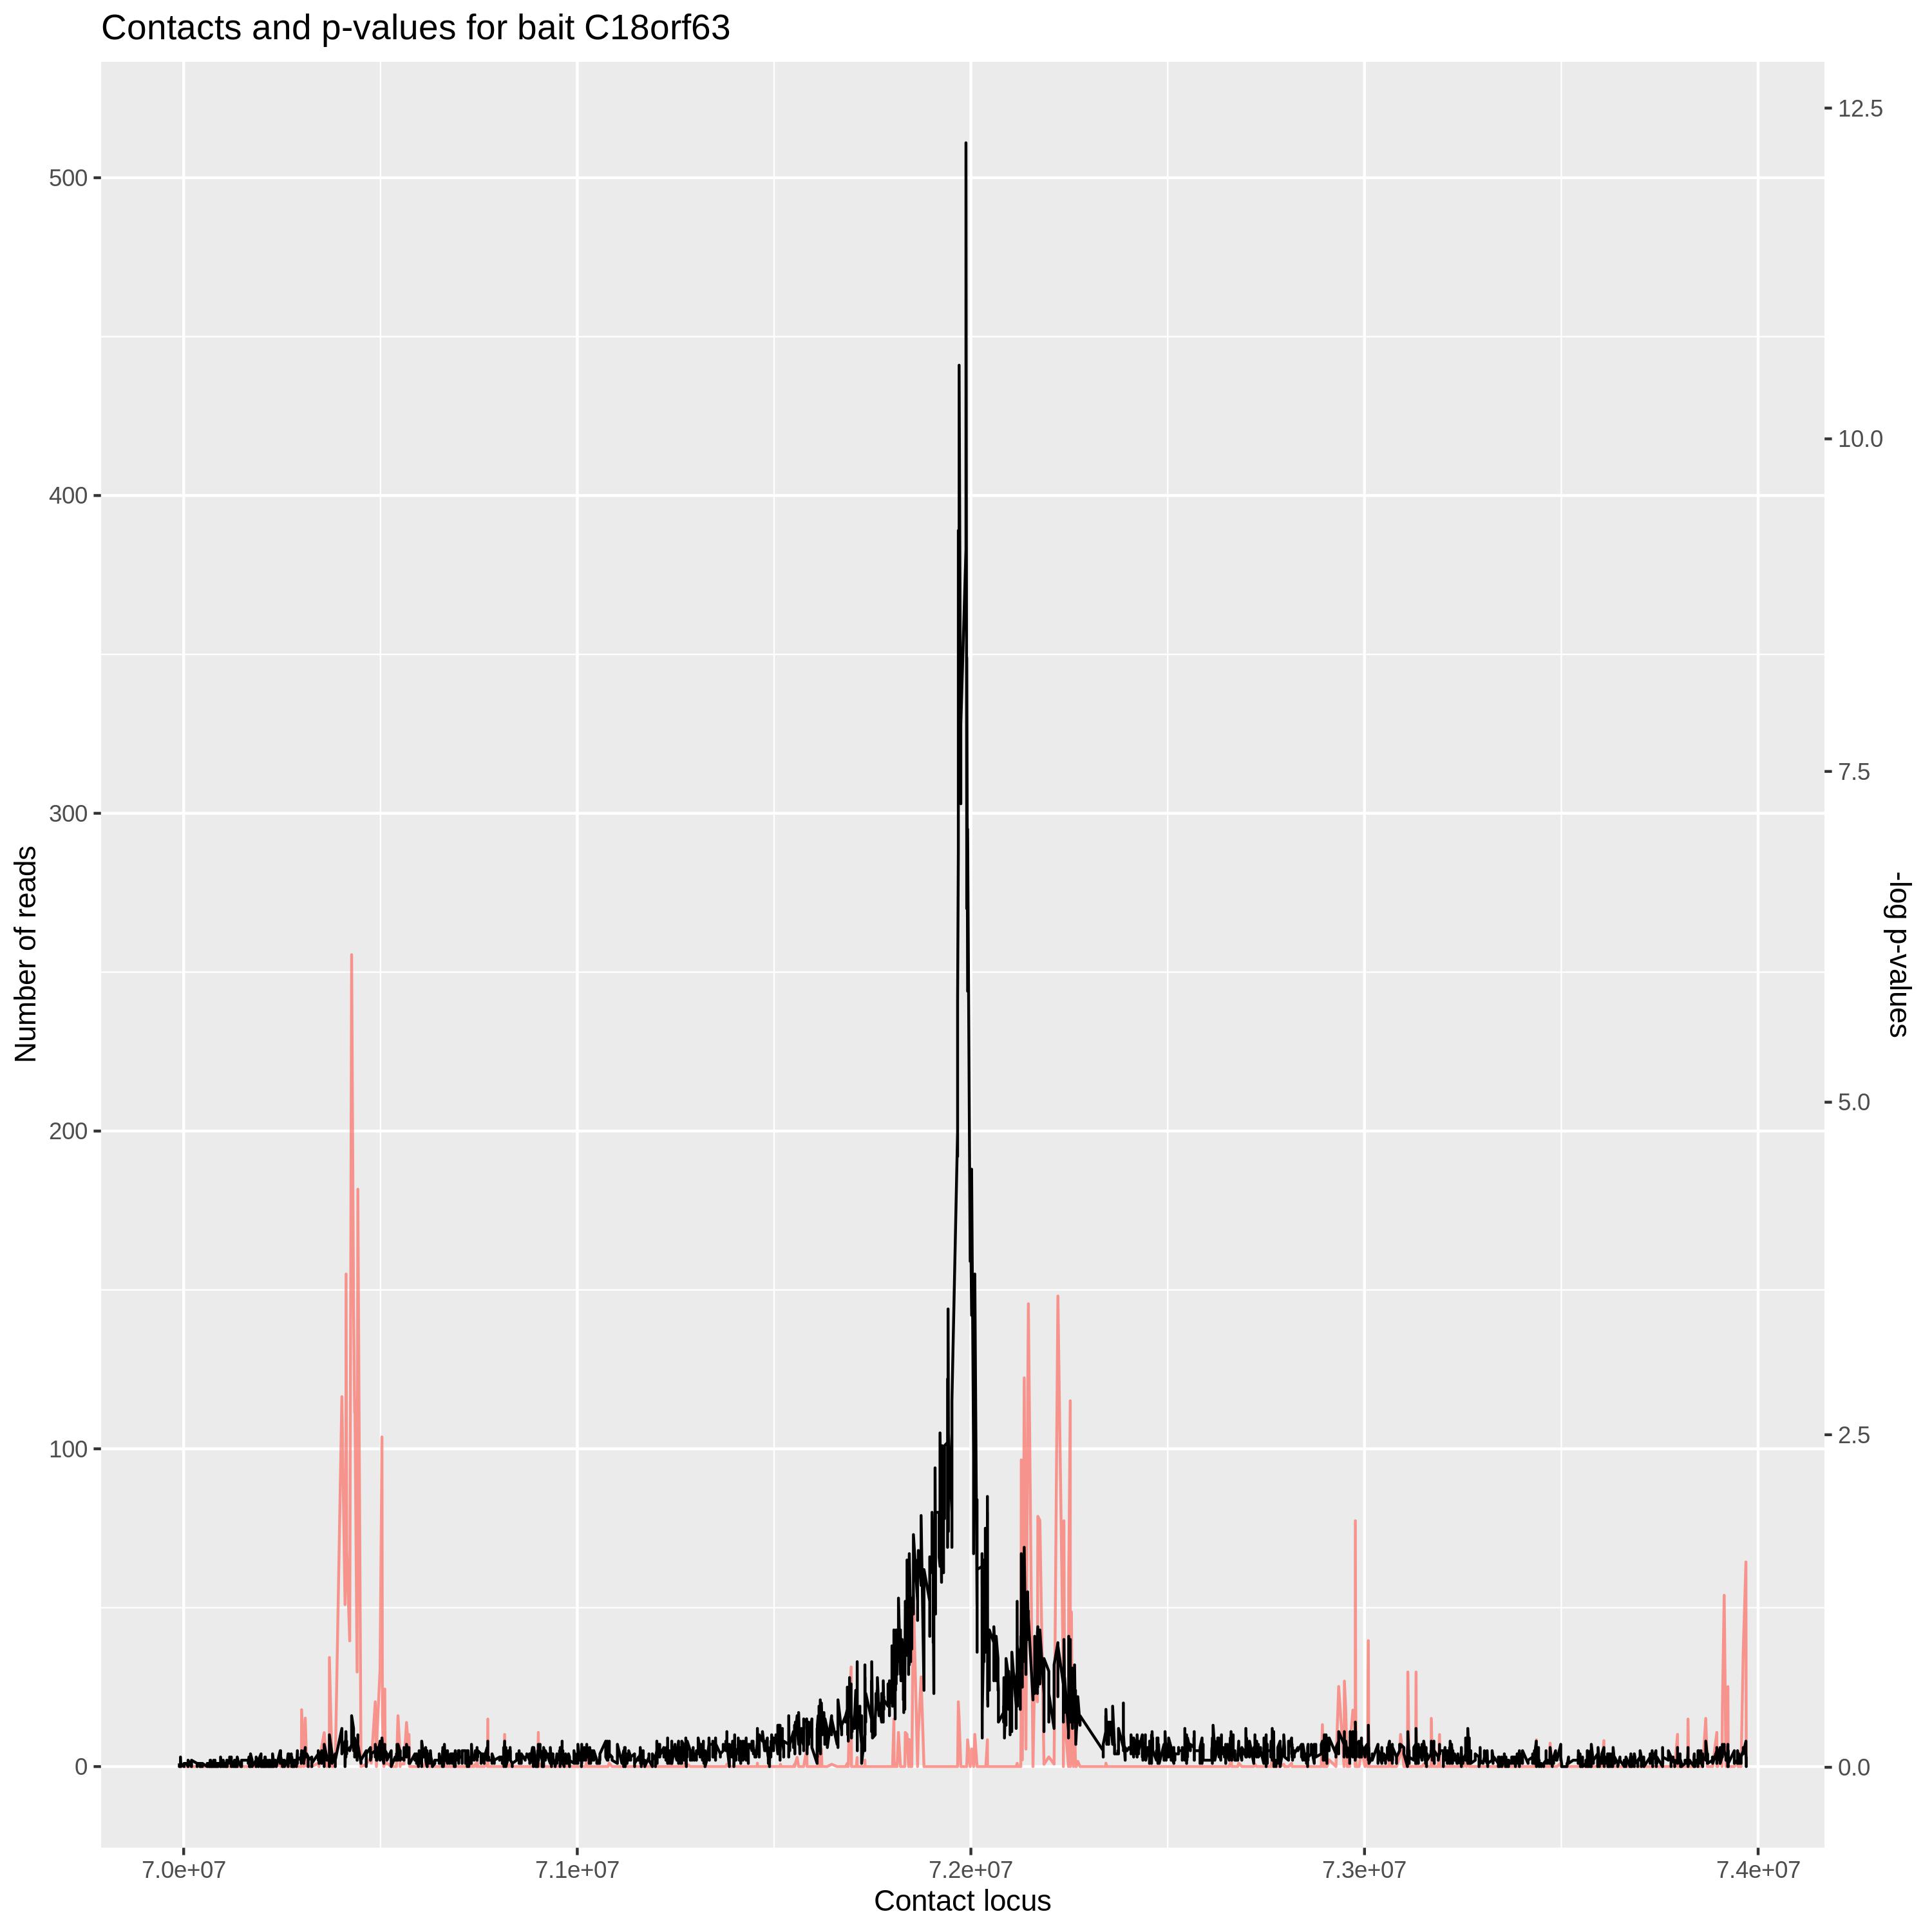 Contacts and p-values for bait C18orf63
12.5
500
10.0
400
7.5
300
Number of reads
-log p-values
5.0
200
2.5
100
0
0.0
7.0e+07 7.1e+07 7.2e+07 7.3e+07 7.4e+07
Contact locus